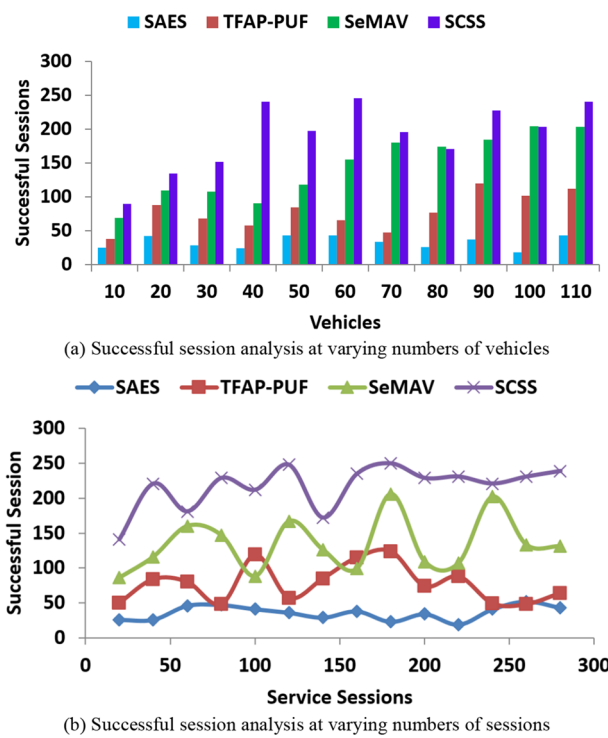 SAES TFAP-PUF SeMAV SCSS
300
250
200
150
100
50
0
Successful Sessions
10 20 30 40 50 60 70 80 90 100 110
Vehicles
(a) Successful session analysis at varying numbers of vehicles
SAES TFAP-PUF SeMAV SCSS
300
250
200
150
100
50
0
Successful Session
0 50 100 150 200 250 300
Service Sessions
(b) Successful session analysis at varying numbers of sessions